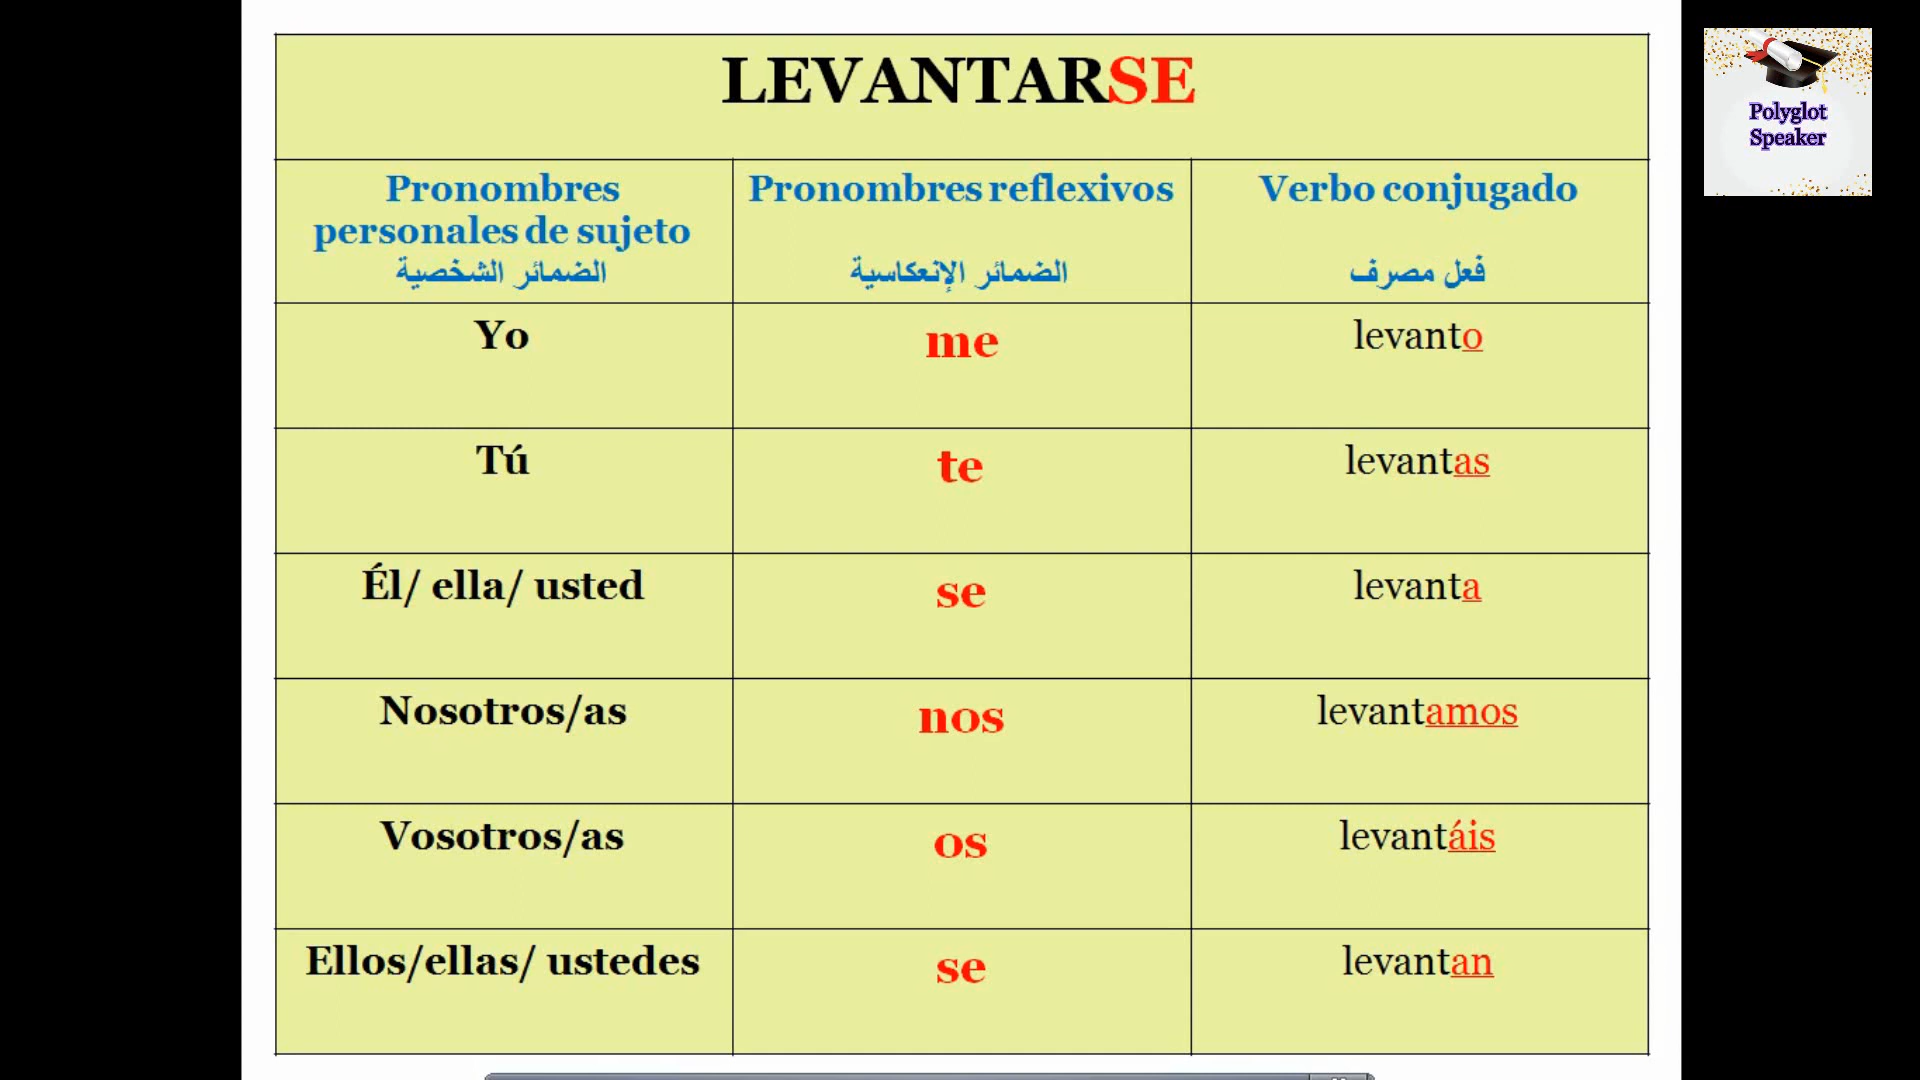 LEVANTARSE
Pronombres personales de sujeto
الضمائر الشخصية
Pronombres reflexivos
الضمائر الإنعكاسية
Verbo conjugado
فعل مصرف
Yo me levanto
Tú te levantas
Él/ ella/ usted se levanta
Nosotros/as nos levantamos
Vosotros/as os levantáis
Ellos/ellas/ ustedes se levantan
Polyglot
Speaker